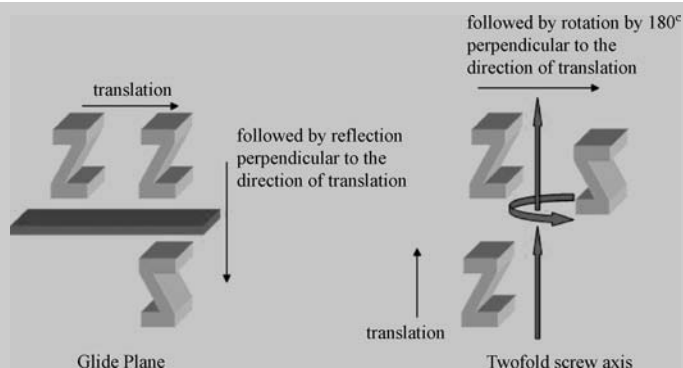 translation
followed by reflection
perpendicular to the
direction of translation
Glide Plane
followed by rotation by 180°
perpendicular to the
direction of translation
translation
Twofold screw axis